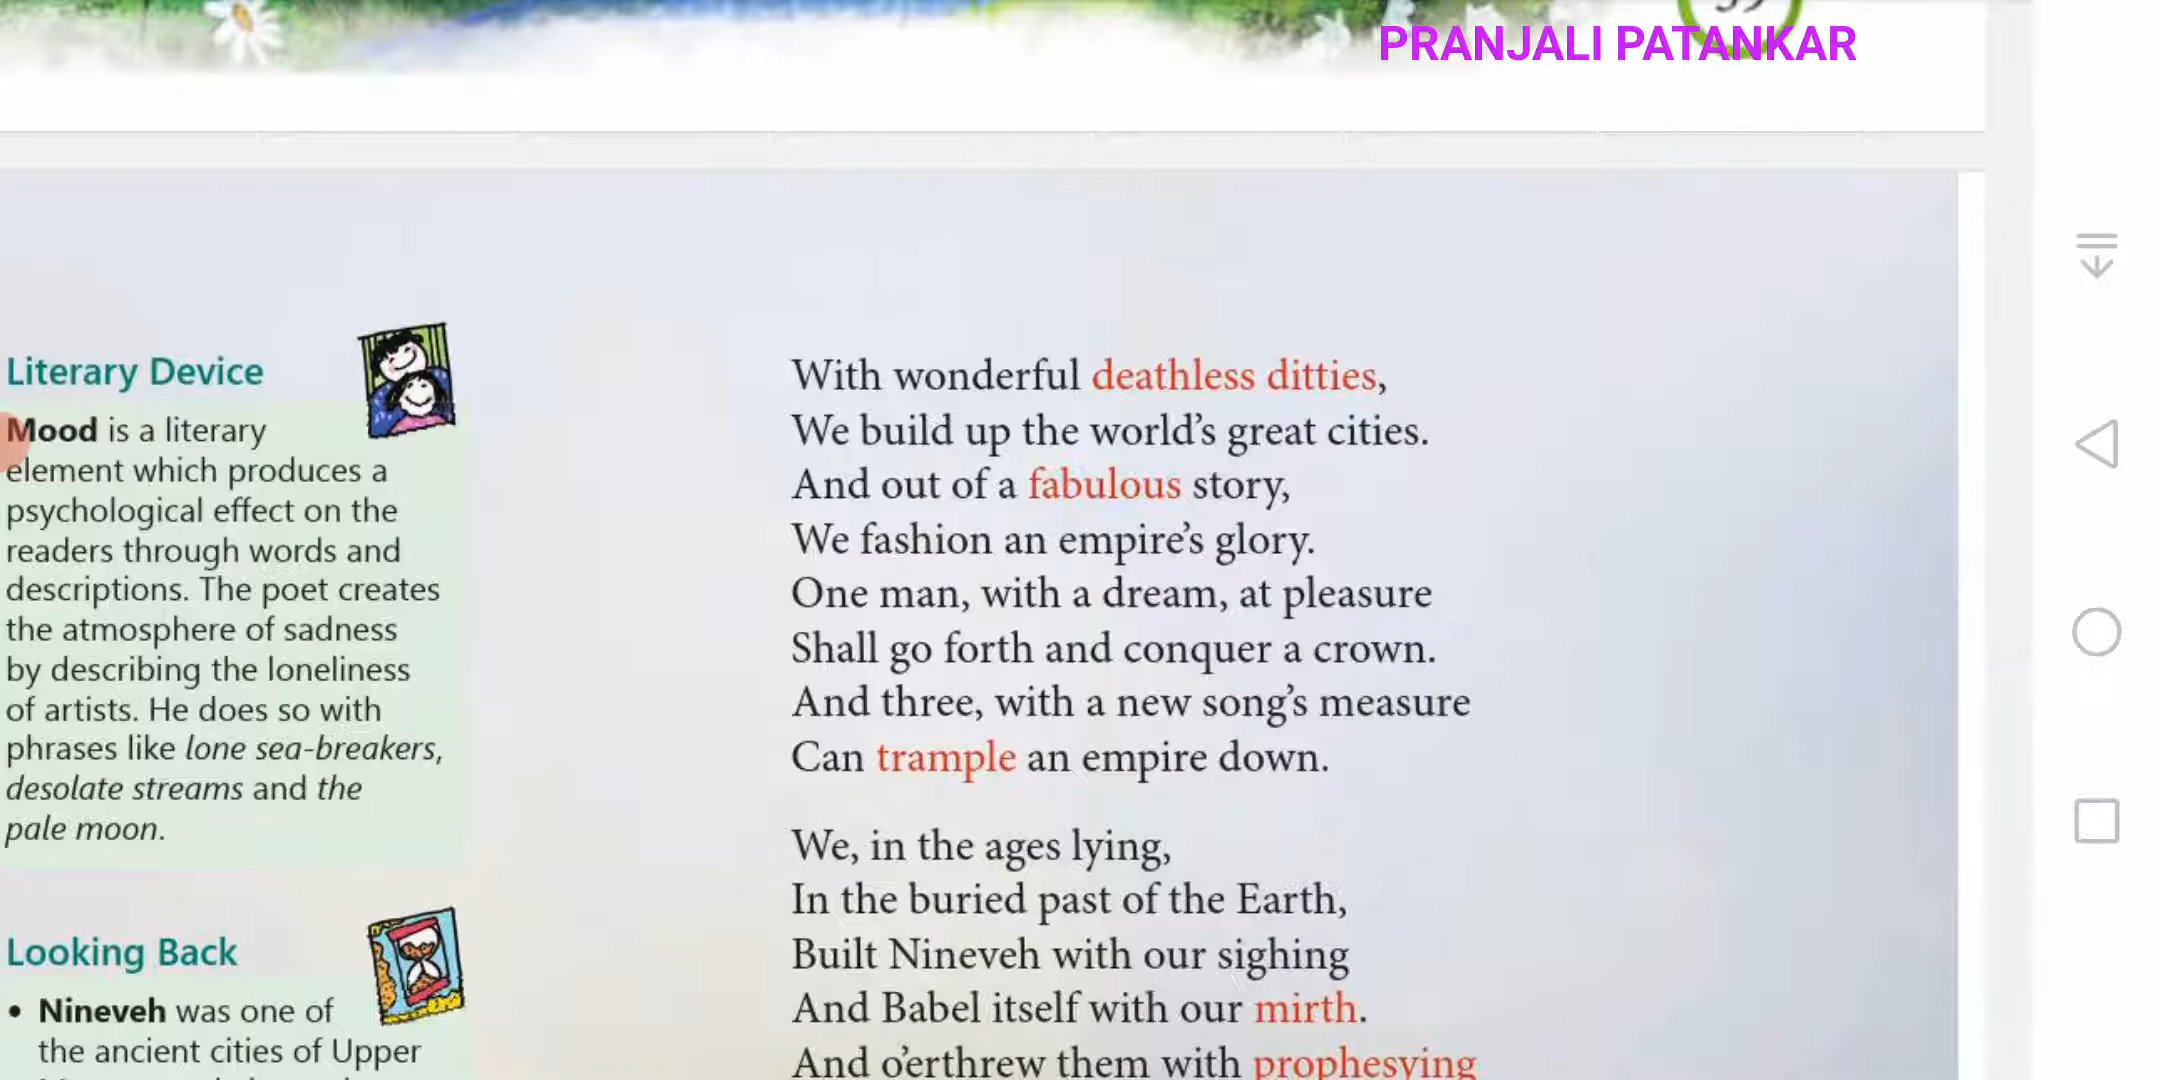 PRANJALI PATANKAR
Literary Device
Mood is a literary
element which produces a
psychological effect on the
readers through words and
descriptions. The poet creates
the atmosphere of sadness
by describing the loneliness
of artists. He does so with
phrases like lone sea-breakers,
desolate streams and the
pale moon.
Looking Back
• Nineveh was one of
the ancient cities of Upper
With wonderful deathless ditties,
We build up the world’s great cities.
And out of a fabulous story,
We fashion an empire’s glory.
One man, with a dream, at pleasure
Shall go forth and conquer a crown.
And three, with a new song’s measure
Can trample an empire down.
We, in the ages lying,
In the buried past of the Earth,
Built Nineveh with our sighing
And Babel itself with our mirth.
And o’erthrew them with prophesying